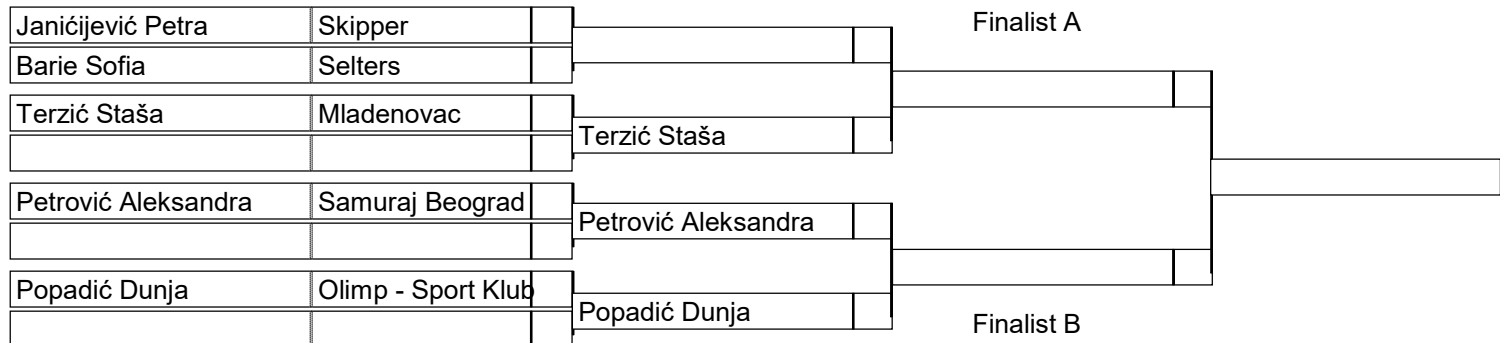 Janićijević Petra Skipper
Finalist A
Barie Sofia Selters
Terzić Staša Mladenovac
Terzić Staša
Petrović Aleksandra Samuraj Beograd
Petrović Aleksandra
Popadić Dunja Olimp - Sport Klub
Popadić Dunja
Finalist B